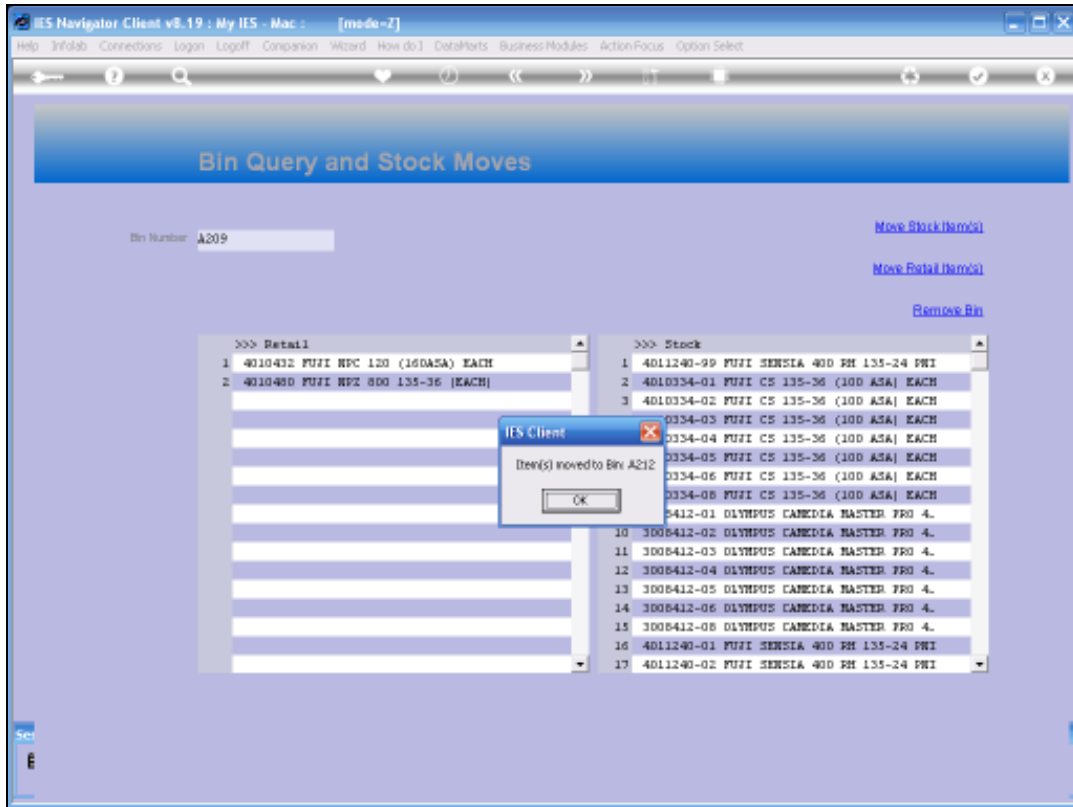 IES Navigator Client v8.19 : My IES - Mac : [mode=Z]
Help Infolab Connections Logon Logoff Companion Wizard How do I DataMarts Business Modules Action Focus Option Select
Bin Query and Stock Moves
Bin Number A209
Move Stock Item(s)
Move Retail Item(s)
Remove Bin
>>> Retail
1 4010432 FUJI NPC 120 (160ASA) EACH
2 4010480 FUJI NPZ 800 135-36 |EACH|
>>> Stock
1 4011240-99 FUJI SENSIA 400 RH 135-24 PNI
2 4010334-01 FUJI CS 135-36 (100 ASA| EACH
3 4010334-02 FUJI CS 135-36 (100 ASA| EACH
0334-03 FUJI CS 135-36 (100 ASA| EACH
0334-04 FUJI CS 135-36 (100 ASA| EACH
0334-05 FUJI CS 135-36 (100 ASA| EACH
0334-06 FUJI CS 135-36 (100 ASA| EACH
0334-08 FUJI CS 135-36 (100 ASA| EACH
8412-01 OLYMPUS CAMEDIA MASTER PRO 4.
10 3008412-02 OLYMPUS CAMEDIA MASTER PRO 4.
11 3008412-03 OLYMPUS CAMEDIA MASTER PRO 4.
12 3008412-04 OLYMPUS CAMEDIA MASTER PRO 4.
13 3008412-05 OLYMPUS CAMEDIA MASTER PRO 4.
14 3008412-06 OLYMPUS CAMEDIA MASTER PRO 4.
15 3008412-08 OLYMPUS CAMEDIA MASTER PRO 4.
16 4011240-01 FUJI SENSIA 400 RH 135-24 PNI
17 4011240-02 FUJI SENSIA 400 RH 135-24 PNI
IES Client
Item(s) moved to Bin: A212
OK